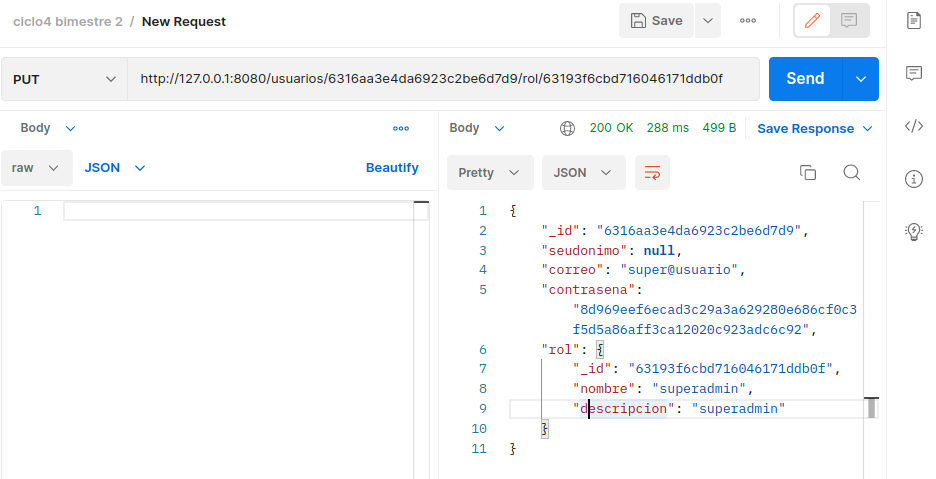 ciclo4 bimestre 2 / New Request
Save
PUT
http://127.0.0.1:8080/usuarios/6316aa3e4da6923c2be6d7d9/rol/63193f6cbd716046171ddb0f
Send
Body
raw
JSON
Beautify
1
Body
200 OK
288 ms
499 B
Save Response
Pretty
JSON
1 {
2 "_id": "6316aa3e4da6923c2be6d7d9",
3 "seudonimo": null,
4 "correo": "super@usuario",
5 "contrasena":
"8d969eef6ecad3c29a3a629280e686cf0c3
f5d5a86aff3ca12020c923adc6c92",
6 "rol": {
7 "_id": "63193f6cbd716046171ddb0f",
8 "nombre": "superadmin",
9 "descripcion": "superadmin"
10 }
11 }